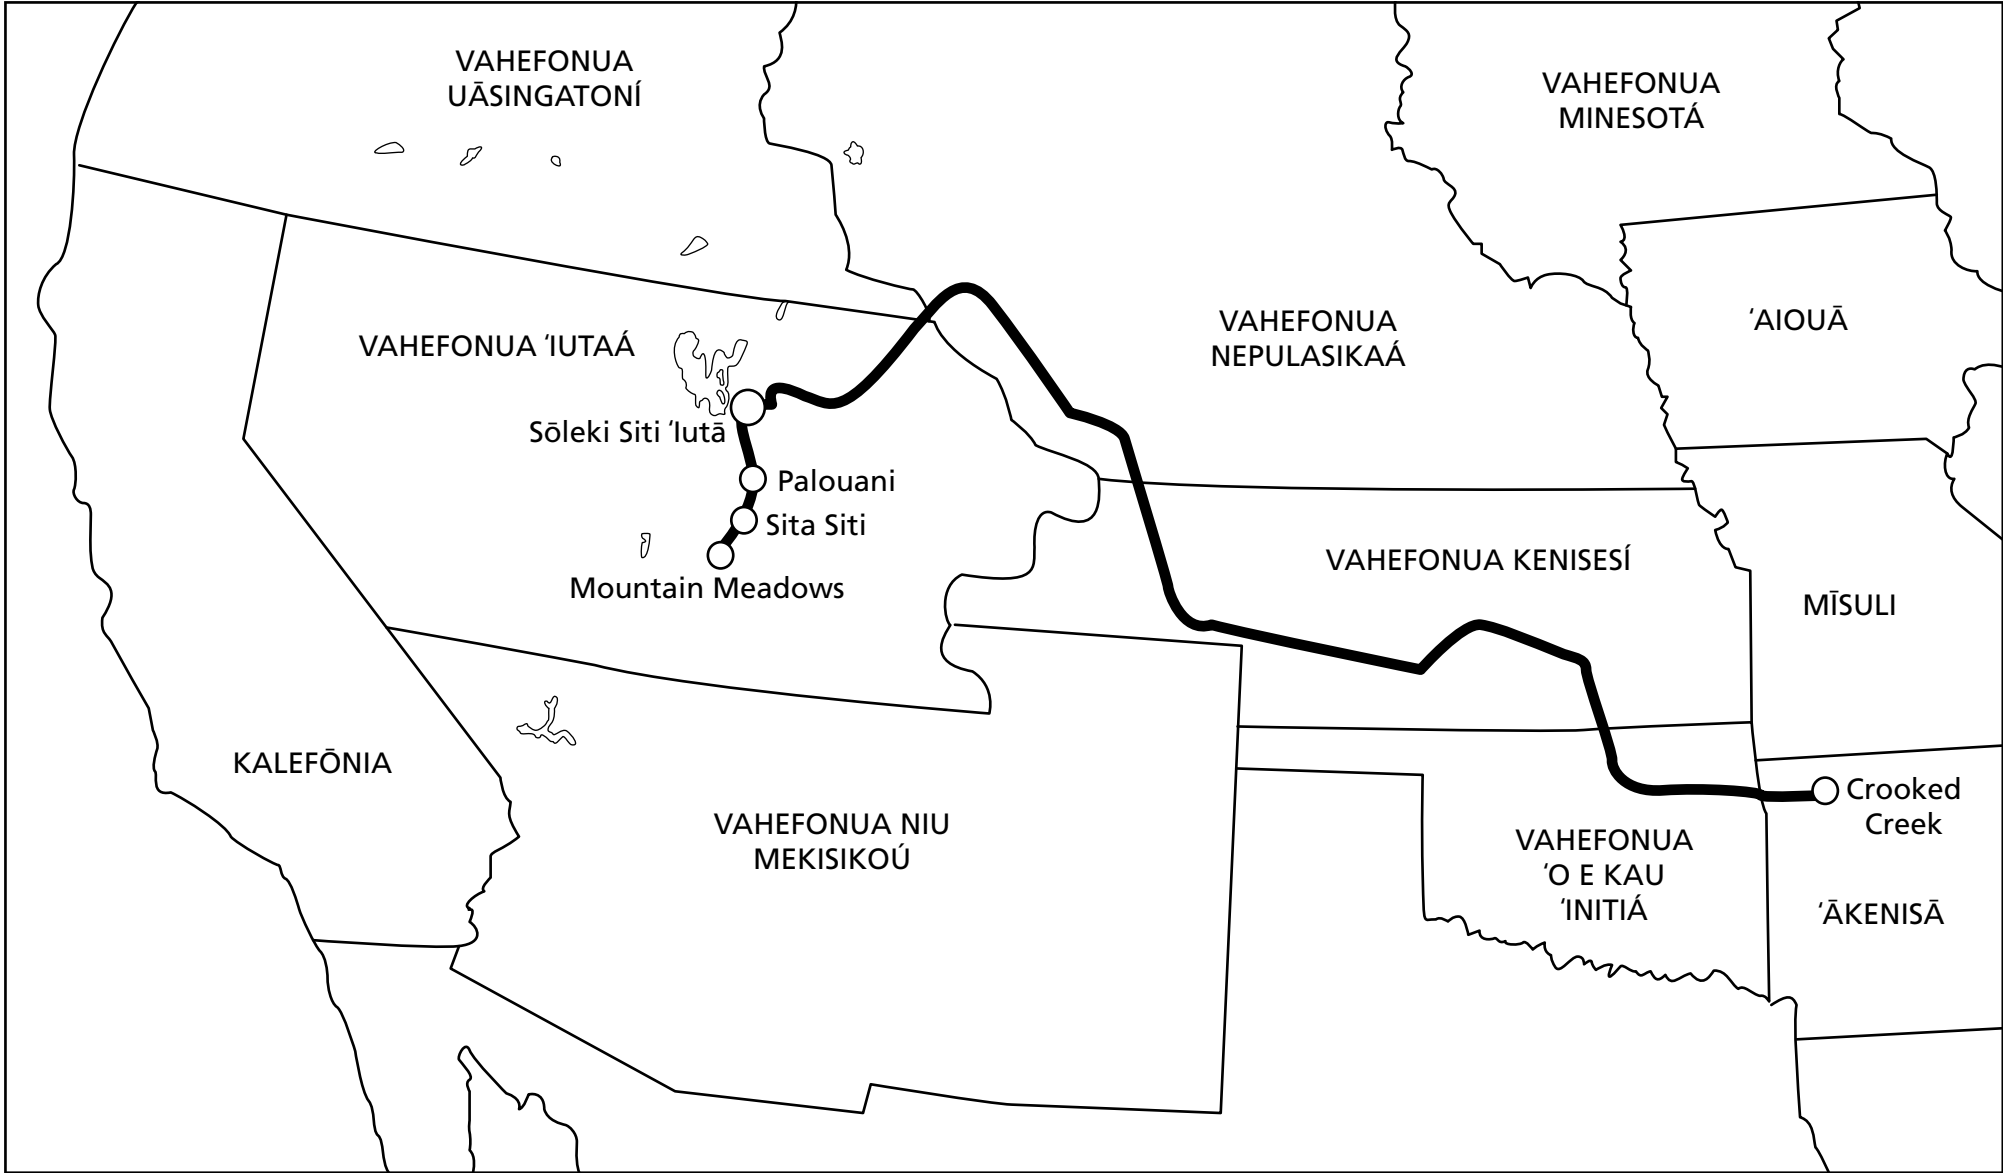 VAHEFONUA
UĀSINGATONÍ
VAHEFONUA
MINESOTÁ
VAHEFONUA ʻIUTAÁ
VAHEFONUA
NEPULASIKAÁ
ʻAIOUĀ
Sōleki Siti ʻIutā
Palouani
Sita Siti
Mountain Meadows
VAHEFONUA KENISESÍ
MĪSULI
KALEFŌNIA
VAHEFONUA NIU
MEKISIKOÚ
Crooked
Creek
VAHEFONUA
ʻO E KAU
ʻINITIÁ
ʻĀKENISĀ